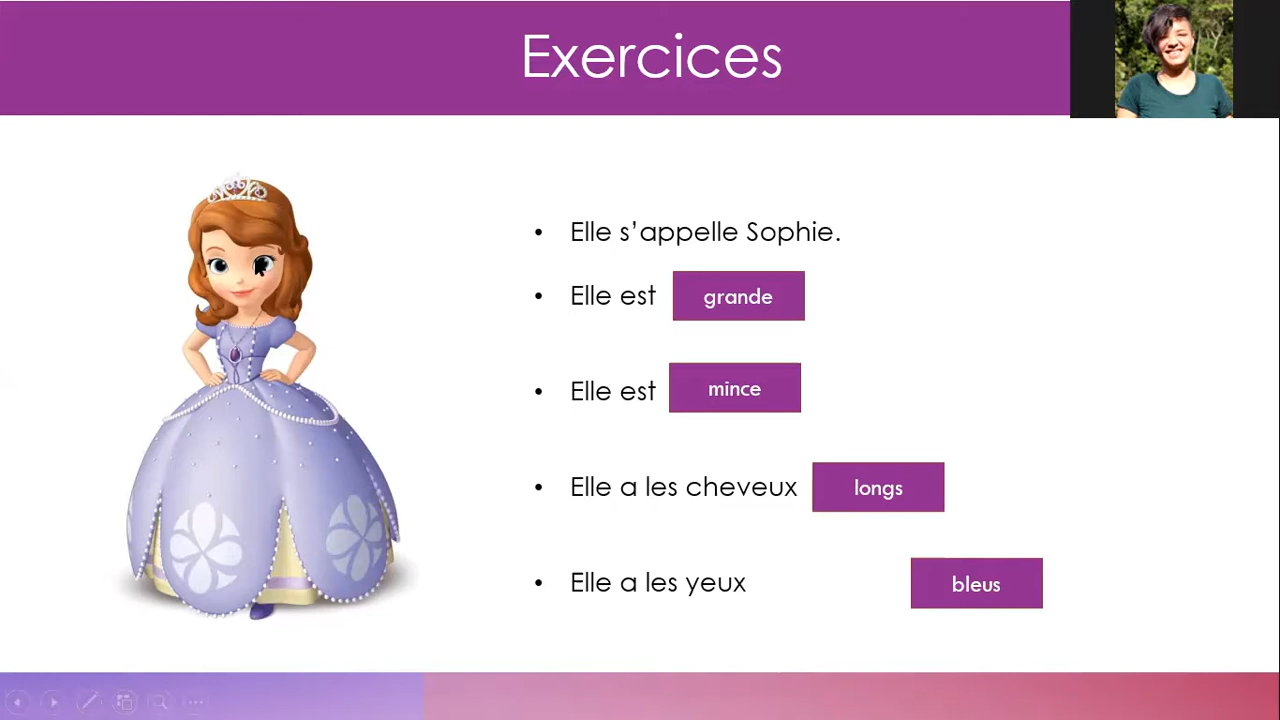 Exercices
• Elle s’appelle Sophie.
• Elle est grande
• Elle est mince
• Elle a les cheveux longs
• Elle a les yeux bleus